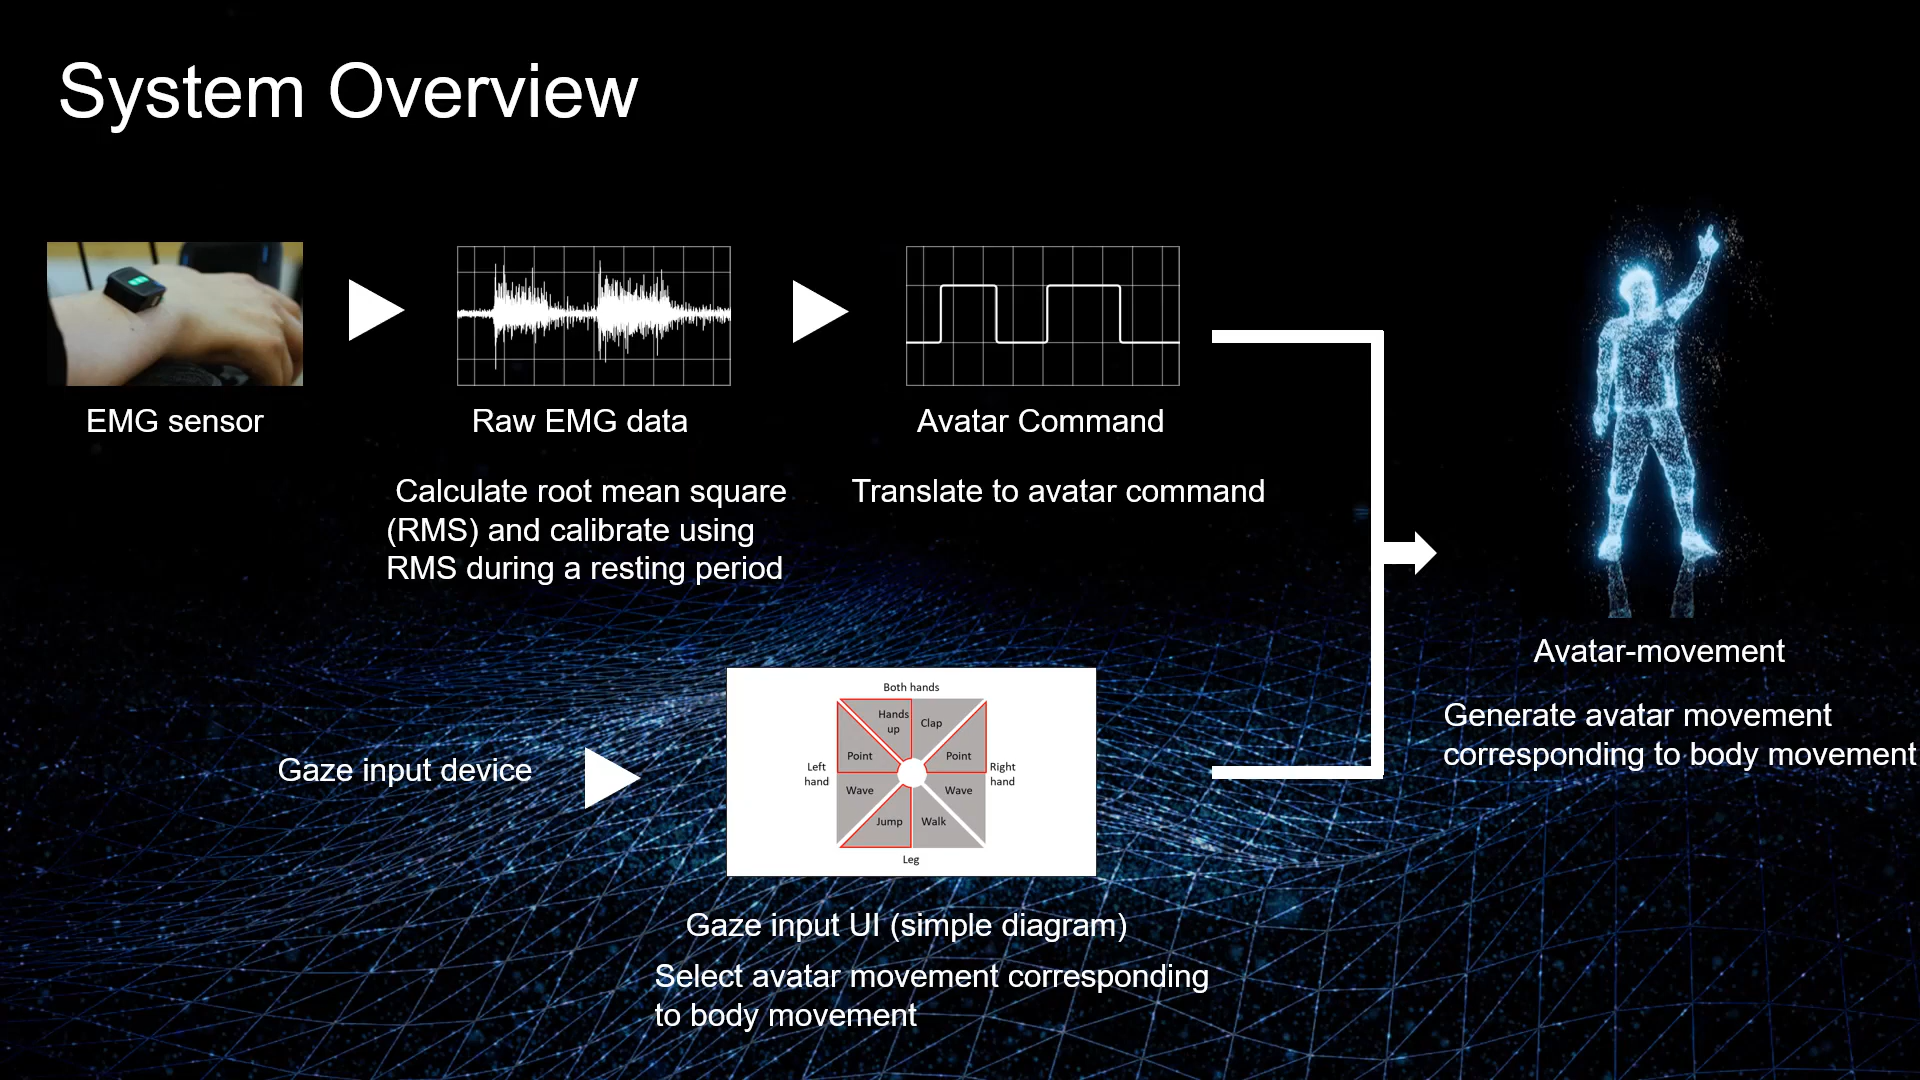 System Overview
EMG sensor
Raw EMG data
Avatar Command
Calculate root mean square
(RMS) and calibrate using
RMS during a resting period
Translate to avatar command
Avatar-movement
Generate avatar movement
corresponding to body movement
Gaze input device
Both hands
Hands
up
Clap
Point
Point
Left
hand
Right
hand
Wave
Wave
Jump
Walk
Leg
Gaze input UI (simple diagram)
Select avatar movement corresponding
to body movement